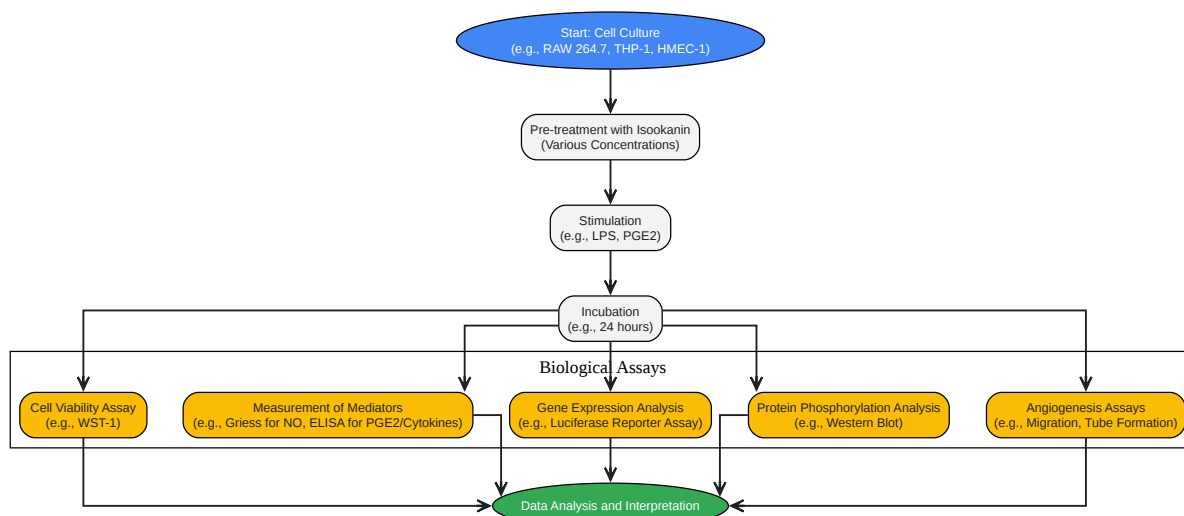 Start: Cell Culture
(e.g., RAW 264.7, THP-1, HMEC-1)
Pre-treatment with Isookanin
(Various Concentrations)
Stimulation
(e.g., LPS, PGE2)
Incubation
(e.g., 24 hours)
Biological Assays
Cell Viability Assay
(e.g., WST-1)
Measurement of Mediators
(e.g., Griess for NO, ELISA for PGE2/Cytokines)
Gene Expression Analysis
(e.g., Luciferase Reporter Assay)
Protein Phosphorylation Analysis
(e.g., Western Blot)
Angiogenesis Assays
(e.g., Migration, Tube Formation)
Data Analysis and Interpretation